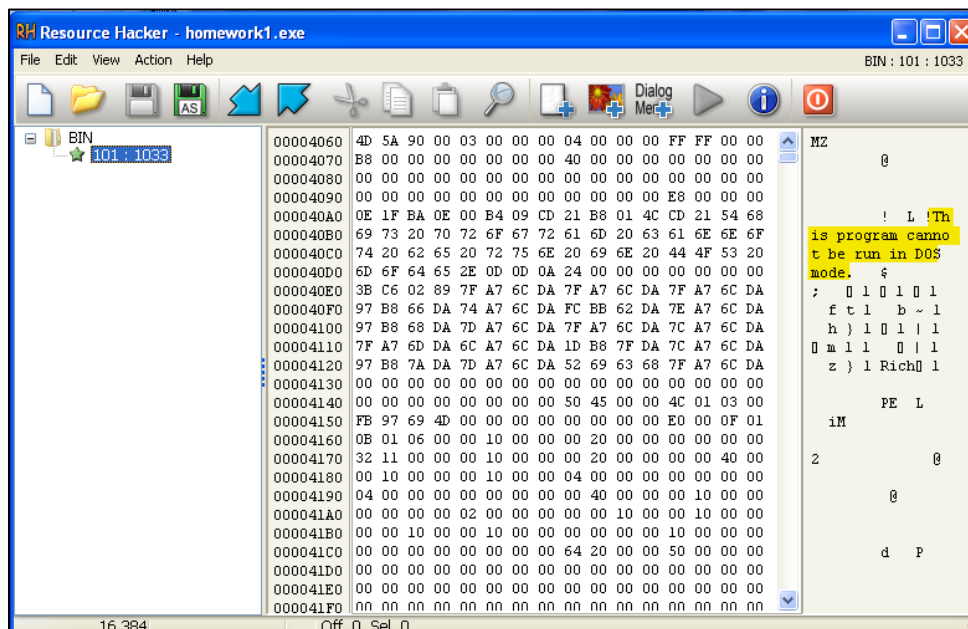 RH Resource Hacker - homework1.exe
File Edit View Action Help BIN : 101 : 1033
AS Dialog
Men
BIN
101 : 1033
00004060 4D 5A 90 00 03 00 00 00 04 00 00 00 FF FF 00 00 MZ
00004070 B8 00 00 00 00 00 00 00 40 00 00 00 00 00 00 00 @
00004080 00 00 00 00 00 00 00 00 00 00 00 00 00 00 00 00
00004090 00 00 00 00 00 00 00 00 00 00 00 00 E8 00 00 00
000040A0 0E 1F BA 0E 00 B4 09 CD 21 B8 01 4C CD 21 54 68 ! L !Th
000040B0 69 73 20 70 72 6F 67 72 61 6D 20 63 61 6E 6E 6F is program canno
000040C0 74 20 62 65 20 72 75 6E 20 69 6E 20 44 4F 53 20 t be run in DOS
000040D0 6D 6F 64 65 2E 0D 0D 0A 24 00 00 00 00 00 00 00 mode. $
000040E0 3B C6 02 89 7F A7 6C DA 7F A7 6C DA 7F A7 6C DA ; l l l
000040F0 97 B8 66 DA 74 A7 6C DA FC BB 62 DA 7E A7 6C DA f t l b ~ l
00004100 97 B8 68 DA 7D A7 6C DA 7F A7 6C DA 7C A7 6C DA h } l l | l
00004110 7F A7 6D DA 6C A7 6C DA 1D B8 7F DA 7C A7 6C DA m l l | l
00004120 97 B8 7A DA 7D A7 6C DA 52 69 63 68 7F A7 6C DA z } l Rich l
00004130 00 00 00 00 00 00 00 00 00 00 00 00 00 00 00 00
00004140 00 00 00 00 00 00 00 00 50 45 00 00 4C 01 03 00 PE L
00004150 FB 97 69 4D 00 00 00 00 00 00 00 00 E0 00 0F 01 iM
00004160 0B 01 06 00 00 10 00 00 00 20 00 00 00 00 00 00
00004170 32 11 00 00 00 10 00 00 00 20 00 00 00 00 40 00 2 @
00004180 00 10 00 00 00 10 00 00 04 00 00 00 00 00 00 00
00004190 04 00 00 00 00 00 00 00 00 40 00 00 00 10 00 00 @
000041A0 00 00 00 00 02 00 00 00 00 00 10 00 00 10 00 00
000041B0 00 00 10 00 00 10 00 00 00 00 00 00 10 00 00 00
000041C0 00 00 00 00 00 00 00 00 64 20 00 00 50 00 00 00 d P
000041D0 00 00 00 00 00 00 00 00 00 00 00 00 00 00 00 00
000041E0 00 00 00 00 00 00 00 00 00 00 00 00 00 00 00 00
000041F0 00 00 00 00 00 00 00 00 00 00 00 00 00 00 00 00
16,384 Off 0, Sel 0